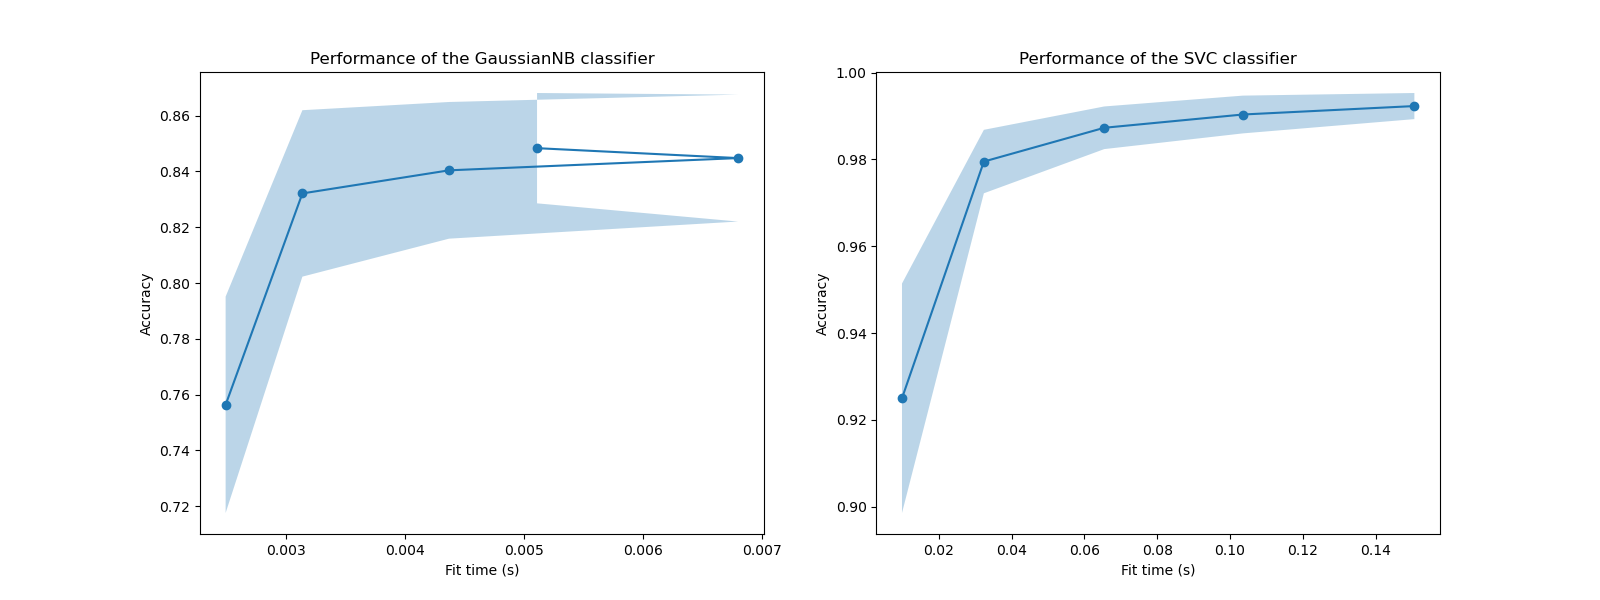 Performance of the GaussianNB classifier
Accuracy
0.86
0.84
0.82
0.80
0.78
0.76
0.74
0.72
0.003 0.004 0.005 0.006 0.007
Fit time (s)
Performance of the SVC classifier
Accuracy
1.00
0.98
0.96
0.94
0.92
0.90
0.02 0.04 0.06 0.08 0.10 0.12 0.14
Fit time (s)